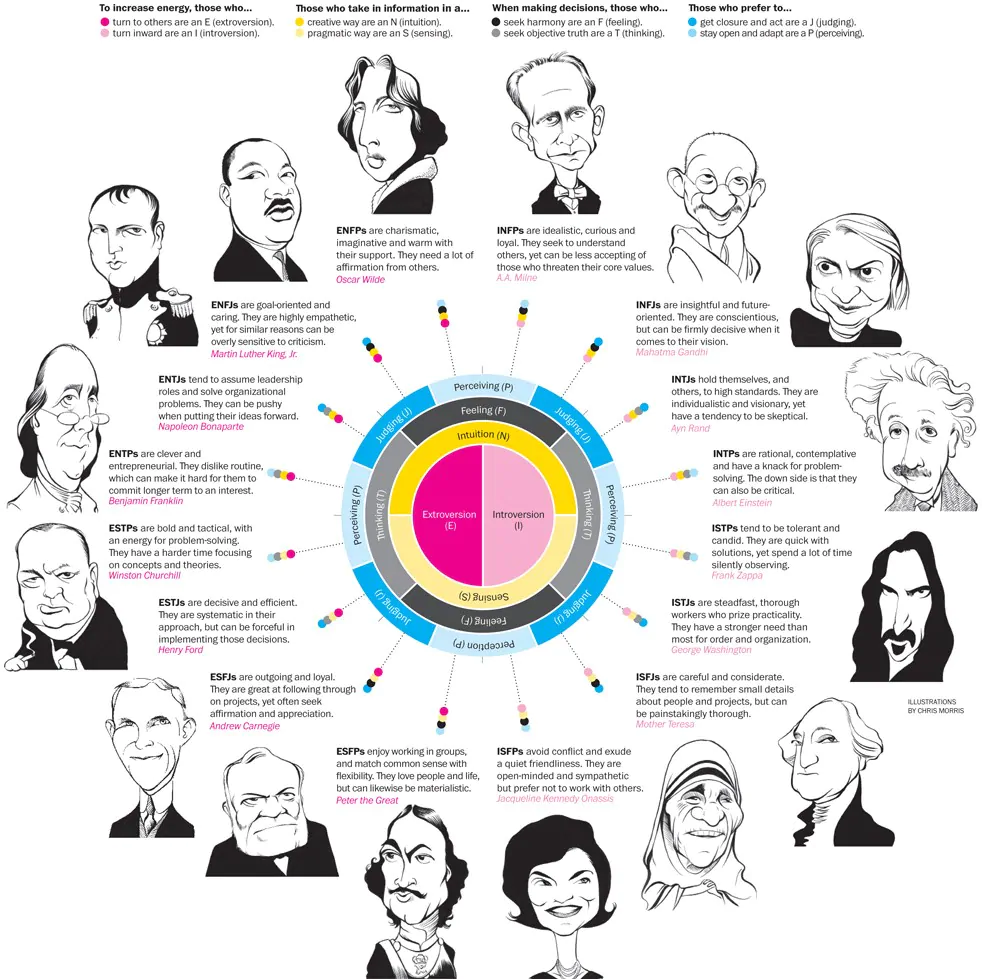 To increase energy, those who...
turn to others are an E (extroversion).
turn inward are an I (introversion).
Those who take in information in a...
creative way are an N (intuition).
pragmatic way are an S (sensing).
When making decisions, those who...
seek harmony are an F (feeling).
seek objective truth are a T (thinking).
Those who prefer to...
get closure and act are a J (judging).
stay open and adapt are a P (perceiving).
ENFPs are charismatic,
imaginative and warm with
their support. They need a lot of
affirmation from others.
Oscar Wilde
INFPs are idealistic, curious and
loyal. They seek to understand
others, yet can be less accepting of
those who threaten their core values.
A.A. Milne
ENFJs are goal-oriented and
caring. They are highly empathetic,
yet for similar reasons can be
overly sensitive to criticism.
Martin Luther King, Jr.
INFJs are insightful and future-
oriented. They are conscientious,
but can be firmly decisive when it
comes to their vision.
Mahatma Gandhi
ENTJs tend to assume leadership
roles and solve organizational
problems. They can be pushy
when putting their ideas forward.
Napoleon Bonaparte
INTJs hold themselves, and
others, to high standards. They are
individualistic and visionary, yet
have a tendency to be skeptical.
Ayn Rand
ENTPs are clever and
entrepreneurial. They dislike routine,
which can make it hard for them to
commit longer term to an interest.
Benjamin Franklin
INTPs are rational, contemplative
and have a knack for problem-
solving. The down side is that they
can also be critical.
Albert Einstein
ESTPs are bold and tactical, with
an energy for problem-solving.
They have a harder time focusing
on concepts and theories.
Winston Churchill
ISTPs tend to be tolerant and
candid. They are quick with
solutions, yet spend a lot of time
silently observing.
Frank Zappa
ESTJs are decisive and efficient.
They are systematic in their
approach, but can be forceful in
implementing those decisions.
Henry Ford
ISTJs are steadfast, thorough
workers who prize practicality.
They have a stronger need than
most for order and organization.
George Washington
ESFJs are outgoing and loyal.
They are great at following through
on projects, yet often seek
affirmation and appreciation.
Andrew Carnegie
ISFJs are careful and considerate.
They tend to remember small details
about people and projects, but can
be painstakingly thorough.
Mother Teresa
ESFPs enjoy working in groups,
and match common sense with
flexibility. They love people and life,
but can likewise be materialistic.
Peter the Great
ISFPs avoid conflict and exude
a quiet friendliness. They are
open-minded and sympathetic
but prefer not to work with others.
Jacqueline Kennedy Onassis
Perceiving (P)
Judging (J)
Feeling (F)
Judging (J)
Intuition (N)
Perceiving (P)
Thinking (T)
Extroversion
(E)
Introversion
(I)
Thinking (T)
Perceiving (P)
Sensing (S)
Judging (J)
Feeling (F)
Judging (J)
Perception (P)
ILLUSTRATIONS
BY CHRIS MORRIS